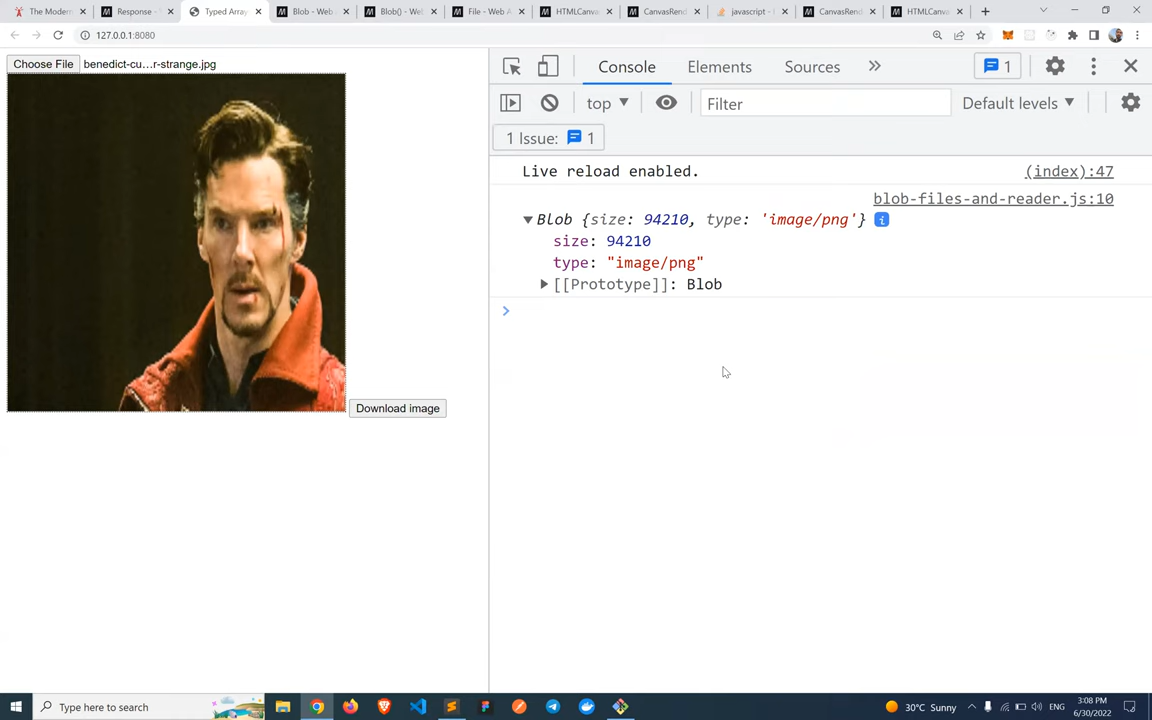 The Modern
Response -
Typed Array
Blob - Web
Blob() - We
File - Web A
HTMLCanva
CanvasRend
javascript -
CanvasRend
HTMLCanva
127.0.0.1:8080
Choose File benedict-cu...r-strange.jpg
Download image
Console Elements Sources
1
top Filter Default levels
1 Issue: 1
Live reload enabled. (index):47
blob-files-and-reader.js:10
Blob {size: 94210, type: 'image/png'} i
size: 94210
type: "image/png"
[[Prototype]]: Blob
Type here to search
30°C Sunny
ENG
3:08 PM
6/30/2022